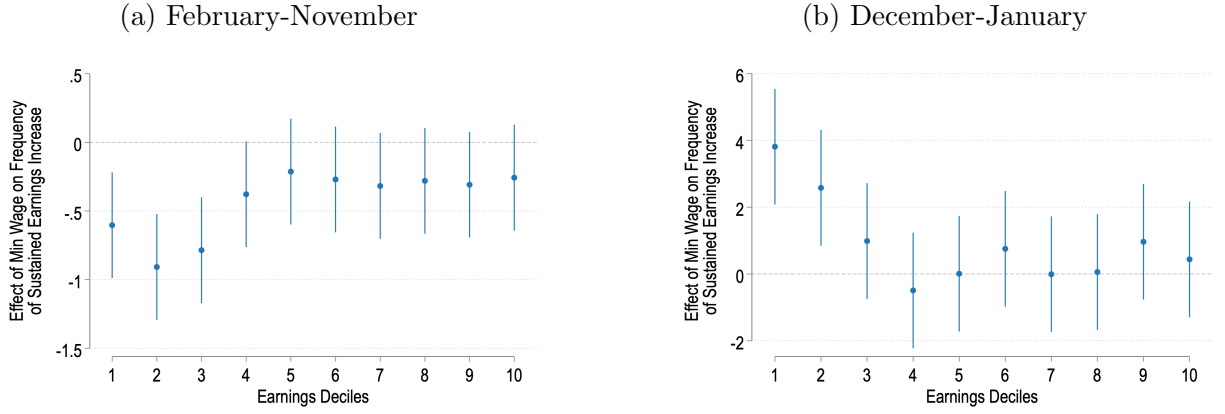 (a) February-November
Effect of Min Wage on Frequency
of Sustained Earnings Increase
.5
0
-.5
-1
-1.5
1 2 3 4 5 6 7 8 9 10
Earnings Deciles
(b) December-January
Effect of Min Wage on Frequency
of Sustained Earnings Increase
6
4
2
0
-2
1 2 3 4 5 6 7 8 9 10
Earnings Deciles